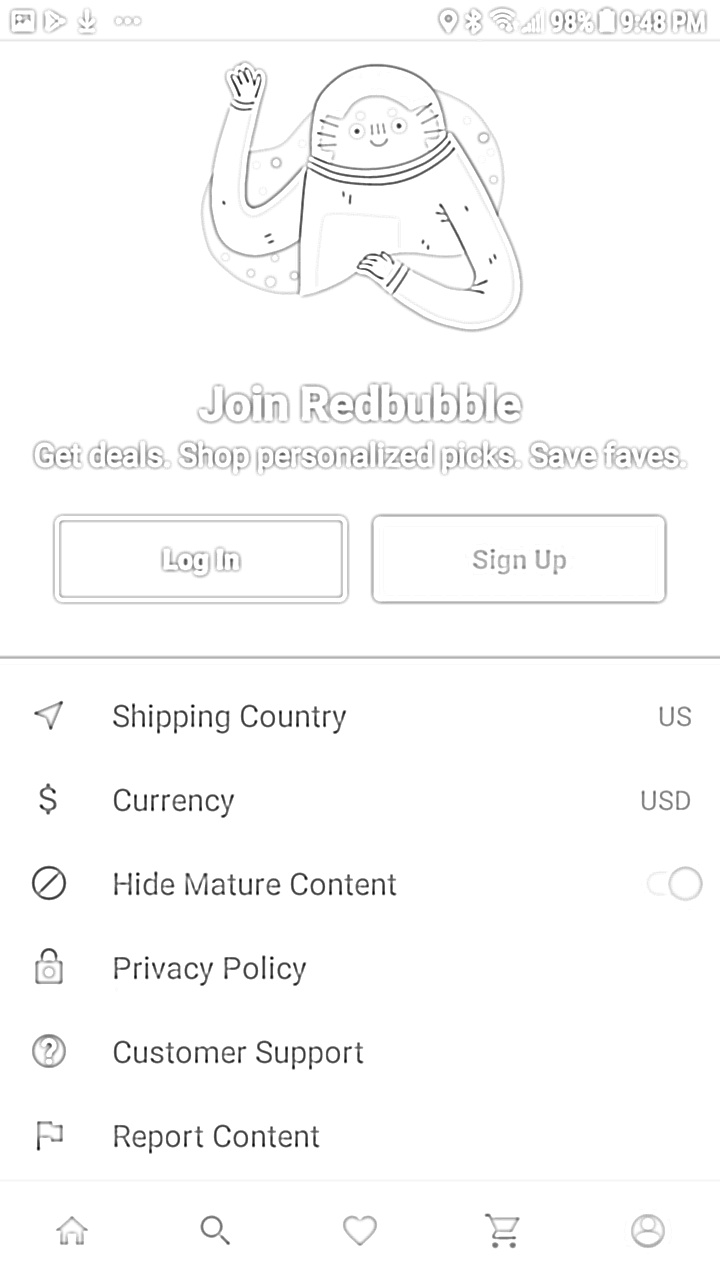 98% 9:48 PM
Join Redbubble
Get deals. Shop personalized picks. Save faves.
Log In Sign Up
Shipping Country US
$ Currency USD
Hide Mature Content
Privacy Policy
? Customer Support
Report Content